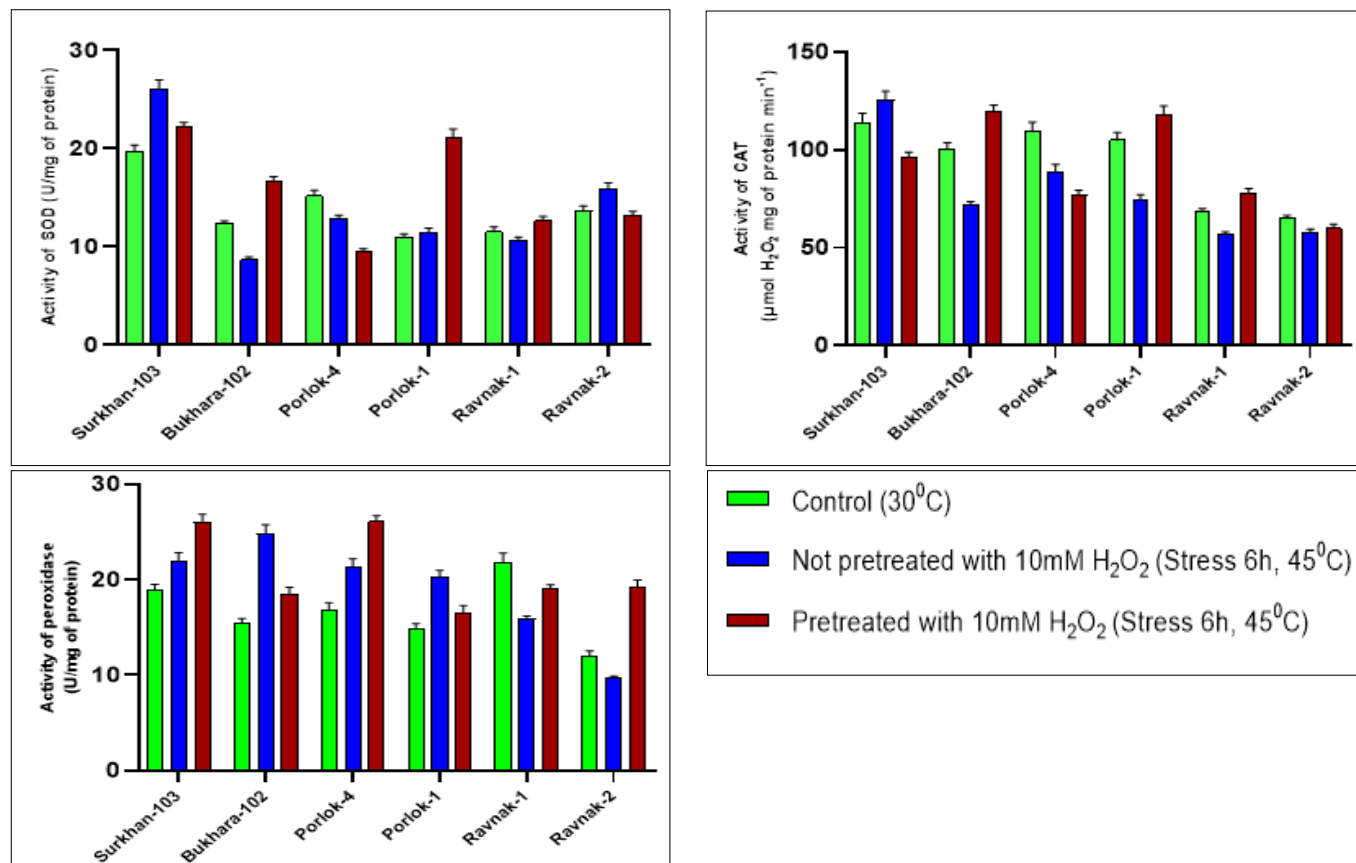 Activity of SOD (U/mg of protein)
30
20
10
0
Surkhan-103
Bukhara-102
Porlok-4
Porlok-1
Ravnak-1
Ravnak-2
Activity of CAT
(µmol H₂O₂ mg of protein min⁻¹)
150
100
50
0
Surkhan-103
Bukhara-102
Porlok-4
Porlok-1
Ravnak-1
Ravnak-2
Activity of peroxidase
(U/mg of protein)
30
20
10
0
Surkhan-103
Bukhara-102
Porlok-4
Porlok-1
Ravnak-1
Ravnak-2
Control (30⁰C)
Not pretreated with 10mM H₂O₂ (Stress 6h, 45⁰C)
Pretreated with 10mM H₂O₂ (Stress 6h, 45⁰C)